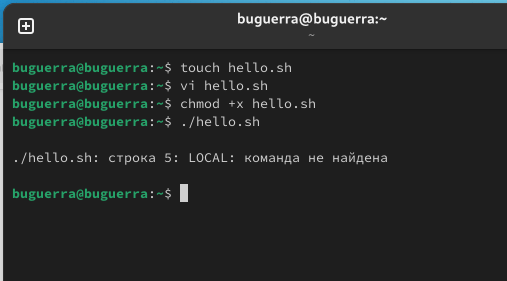 buguerra@buguerra:~
~
buguerra@buguerra:~$ touch hello.sh
buguerra@buguerra:~$ vi hello.sh
buguerra@buguerra:~$ chmod +x hello.sh
buguerra@buguerra:~$ ./hello.sh
./hello.sh: строка 5: LOCAL: команда не найдена
buguerra@buguerra:~$